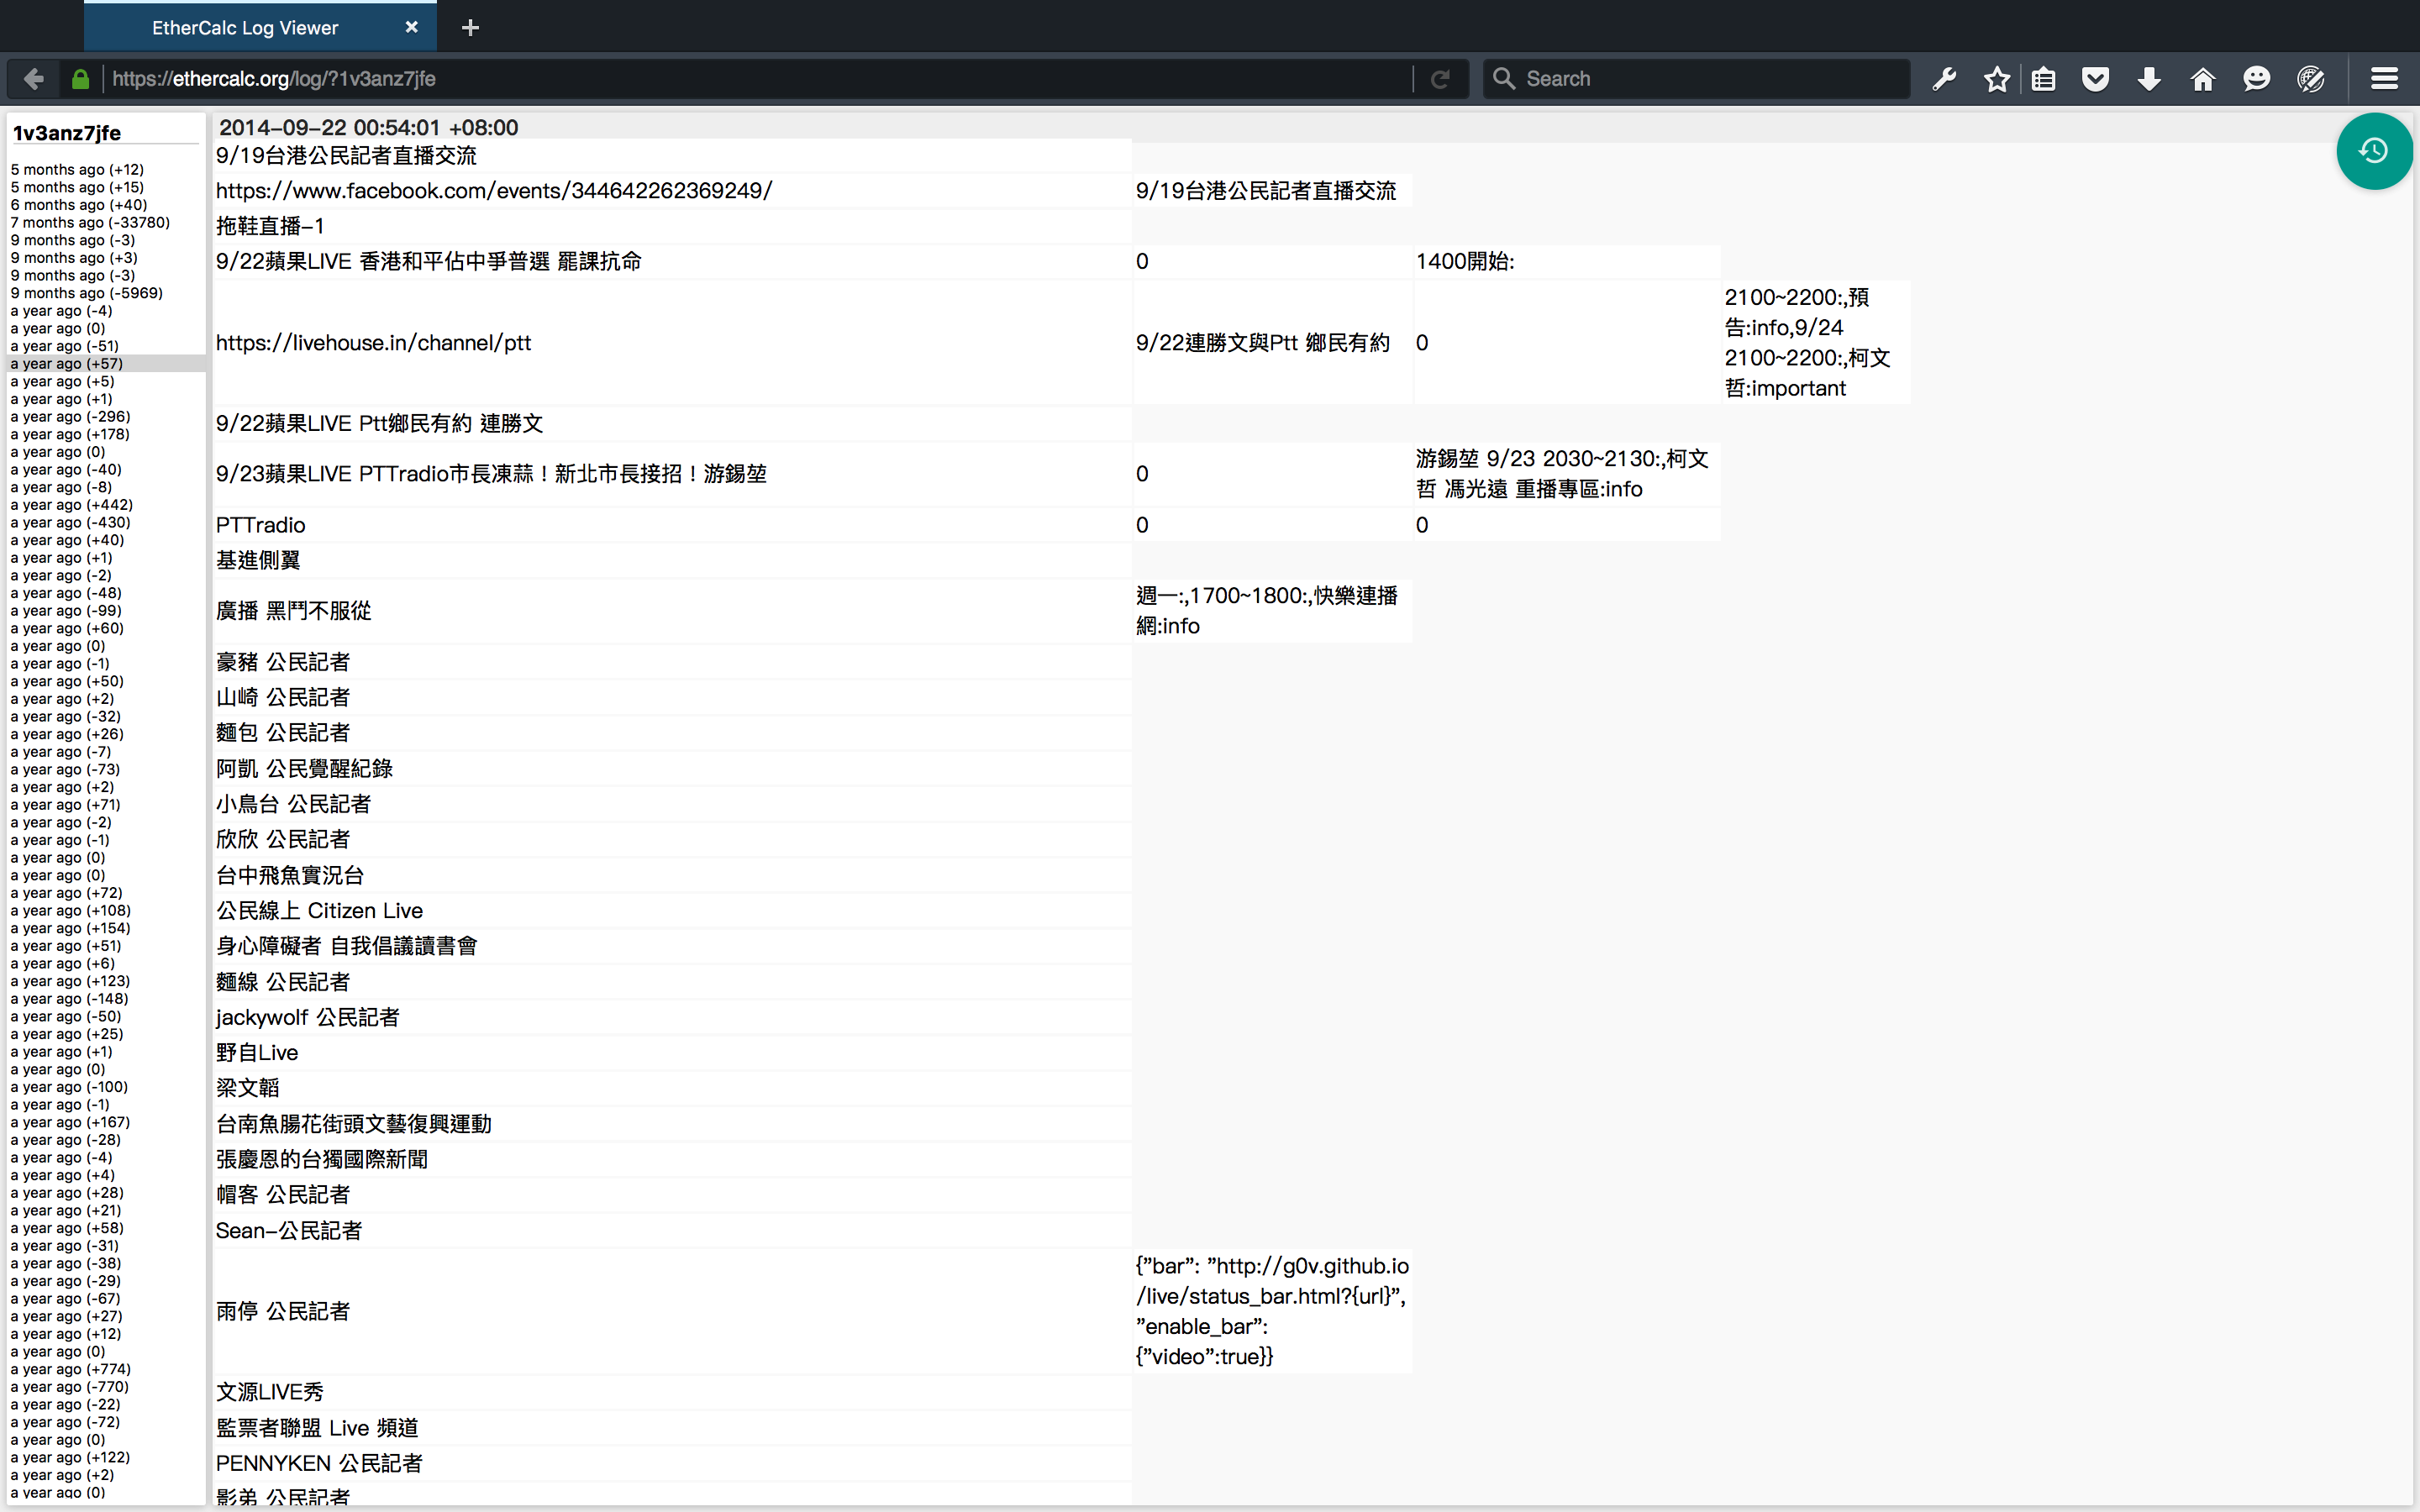 EtherCalc Log Viewer
https://ethercalc.org/log/?1v3anz7jfe
Search
1v3anz7jfe
5 months ago (+12)
5 months ago (+15)
6 months ago (+40)
7 months ago (-33780)
9 months ago (-3)
9 months ago (+3)
9 months ago (-3)
9 months ago (-5969)
a year ago (-4)
a year ago (0)
a year ago (-51)
a year ago (+57)
a year ago (+5)
a year ago (+1)
a year ago (-296)
a year ago (+178)
a year ago (0)
a year ago (-40)
a year ago (-8)
a year ago (+442)
a year ago (-430)
a year ago (+40)
a year ago (+1)
a year ago (-2)
a year ago (-48)
a year ago (-99)
a year ago (+60)
a year ago (0)
a year ago (-1)
a year ago (+50)
a year ago (+2)
a year ago (-32)
a year ago (+26)
a year ago (-7)
a year ago (-73)
a year ago (+2)
a year ago (+71)
a year ago (-2)
a year ago (-1)
a year ago (0)
a year ago (0)
a year ago (+72)
a year ago (+108)
a year ago (+154)
a year ago (+51)
a year ago (+6)
a year ago (+123)
a year ago (-148)
a year ago (-50)
a year ago (+25)
a year ago (+1)
a year ago (0)
a year ago (-100)
a year ago (-1)
a year ago (+167)
a year ago (-28)
a year ago (-4)
a year ago (+4)
a year ago (+28)
a year ago (+21)
a year ago (+58)
a year ago (-31)
a year ago (-38)
a year ago (-29)
a year ago (-67)
a year ago (+27)
a year ago (+12)
a year ago (0)
a year ago (+774)
a year ago (-770)
a year ago (-22)
a year ago (-72)
a year ago (0)
a year ago (+122)
a year ago (+2)
a year ago (0)
2014-09-22 00:54:01 +08:00
9/19台港公民記者直播交流
https://www.facebook.com/events/344642262369249/ 9/19台港公民記者直播交流
拖鞋直播-1
9/22蘋果LIVE 香港和平佔中爭普選 罷課抗命 0 1400開始:
https://livehouse.in/channel/ptt 9/22連勝文與Ptt 鄉民有約 0
2100~2200:,預
告:info,9/24
2100~2200:,柯文
哲:important
9/22蘋果LIVE Ptt鄉民有約 連勝文
9/23蘋果LIVE PTTradio市長凍蒜！新北市長接招！游錫堃 0
游錫堃 9/23 2030~2130:,柯文
哲 馮光遠 重播專區:info
PTTradio 0 0
基進側翼
廣播 黑鬥不服從
週一:,1700~1800:,快樂連播
網:info
豪豬 公民記者
山崎 公民記者
麵包 公民記者
阿凱 公民覺醒紀錄
小鳥台 公民記者
欣欣 公民記者
台中飛魚實況台
公民線上 Citizen Live
身心障礙者 自我倡議讀書會
麵線 公民記者
jackywolf 公民記者
野自Live
梁文韜
台南魚腸花街頭文藝復興運動
張慶恩的台獨國際新聞
帽客 公民記者
Sean-公民記者
雨停 公民記者
{"bar": "http://g0v.github.io
/live/status_bar.html?{url}",
"enable_bar":
{"video":true}}
文源LIVE秀
監票者聯盟 Live 頻道
PENNYKEN 公民記者
影弟 公民記者